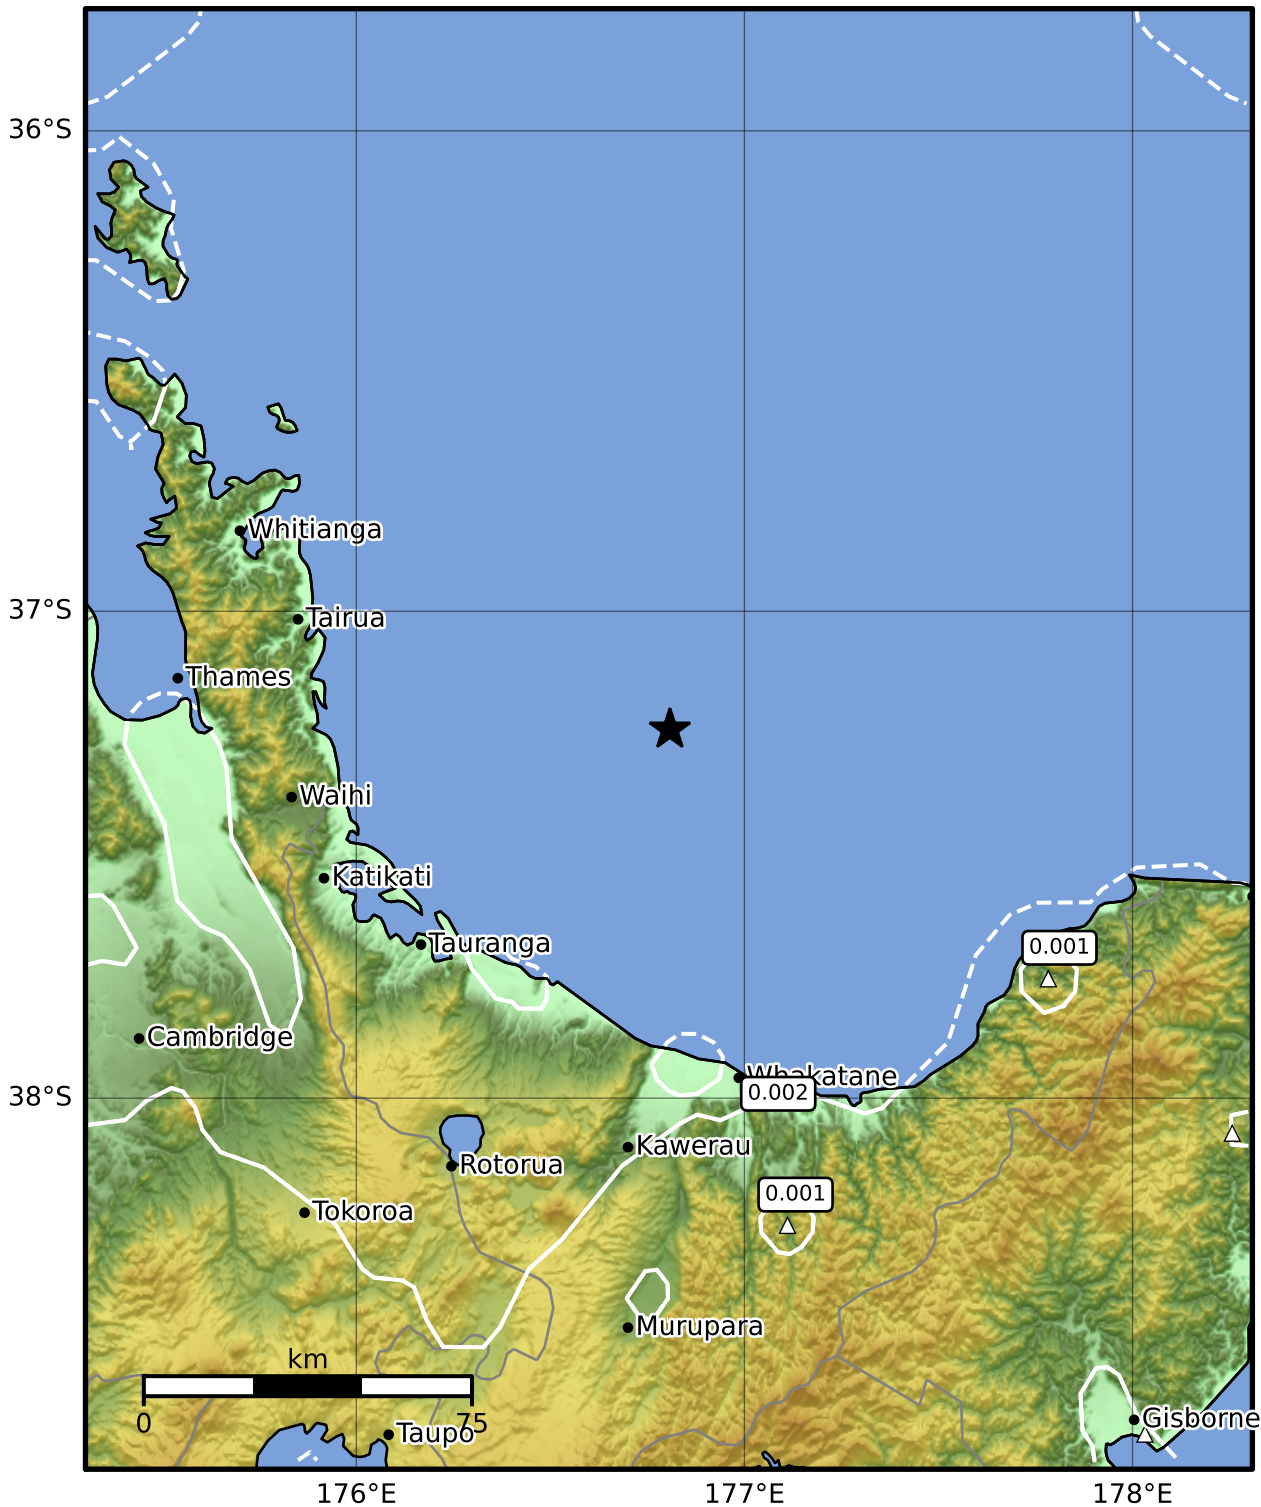 36°S
Whitianga
37°S
Tairua
Thames
Waihi
Katikati
Tauranga
0.001
Cambridge
Whakatane
0.002
38°S
Kawerau
Rotorua
0.001
Tokoroa
Murupara
km
0 75
Gisborne
Taupo
176°E 177°E 178°E